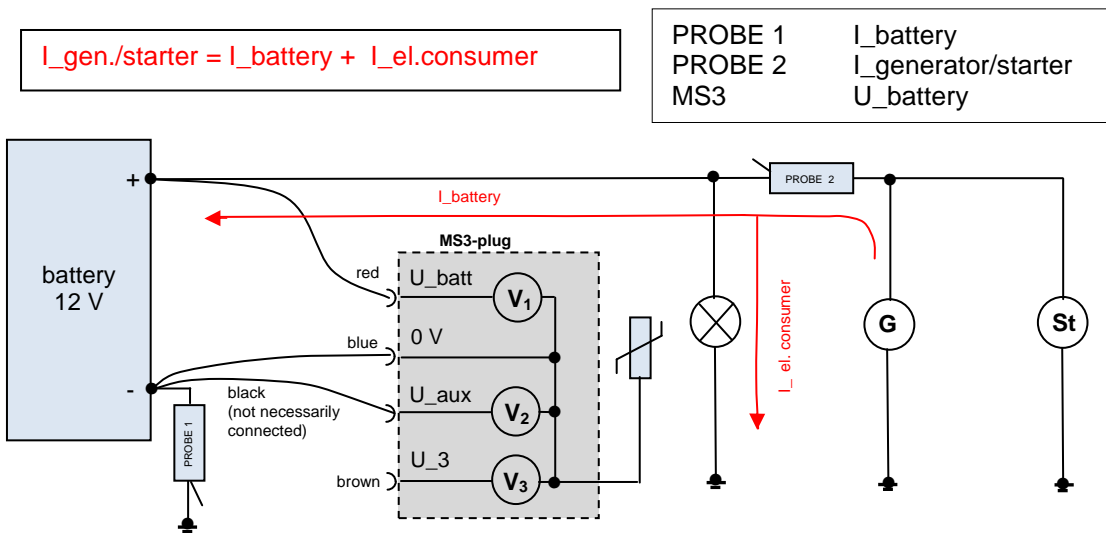 I_gen./starter = I_battery + I_el.consumer
PROBE 1 I_battery
PROBE 2 I_generator/starter
MS3 U_battery
+
PROBE 2
I_battery
MS3-plug
battery
12 V
red
U_batt
V1
blue
0 V
I_ el. consumer
G
St
-
black
(not necessarily
connected)
U_aux
V2
PROBE 1
brown
U_3
V3